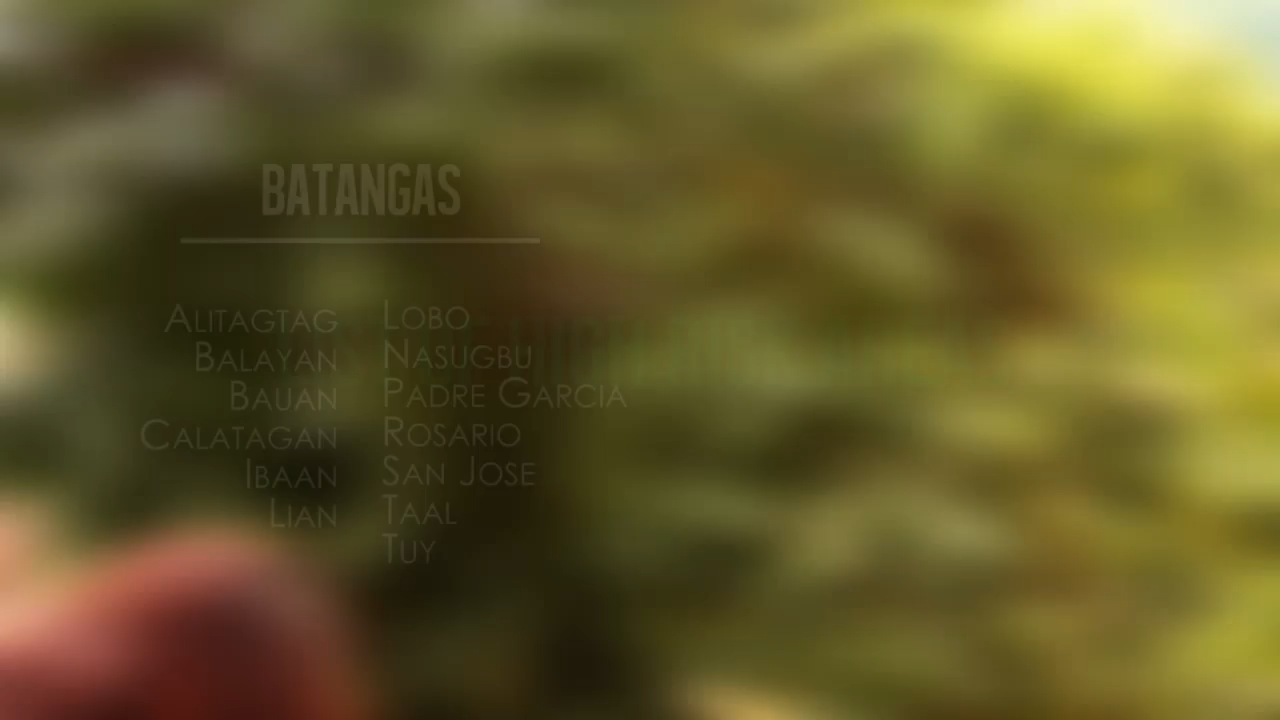 BATANGAS
ALITAGTAG
BALAYAN
BAUAN
CALATAGAN
IBAAN
LIAN
LOBO
NASUGBU
PADRE GARCIA
ROSARIO
SAN JOSE
TAAL
TUY